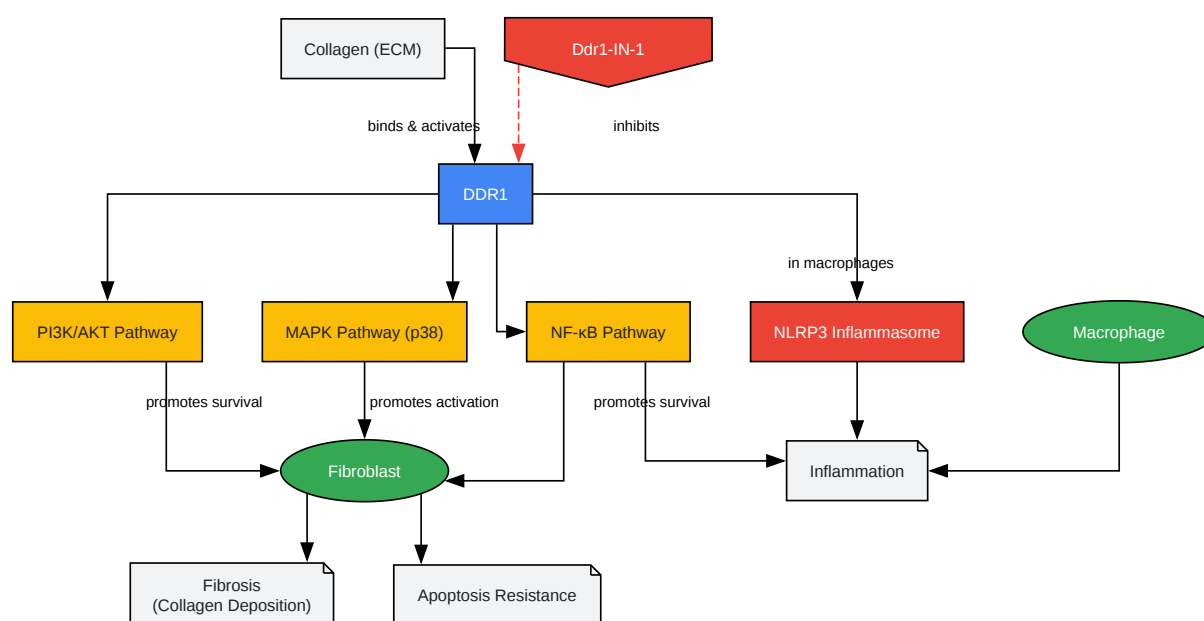 Collagen (ECM)
Ddr1-IN-1
binds & activates
inhibits
DDR1
in macrophages
PI3K/AKT Pathway
MAPK Pathway (p38)
NF-κB Pathway
NLRP3 Inflammasome
Macrophage
promotes survival
promotes activation
promotes survival
Fibroblast
Inflammation
Fibrosis
(Collagen Deposition)
Apoptosis Resistance